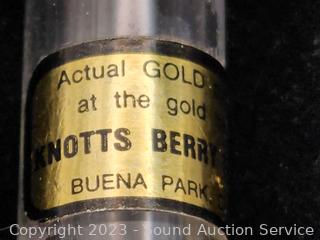 Actual GOLD
at the gold
KNOTTS BERRY
BUENA PARK,
Copyright 2023 - Sound Auction Service